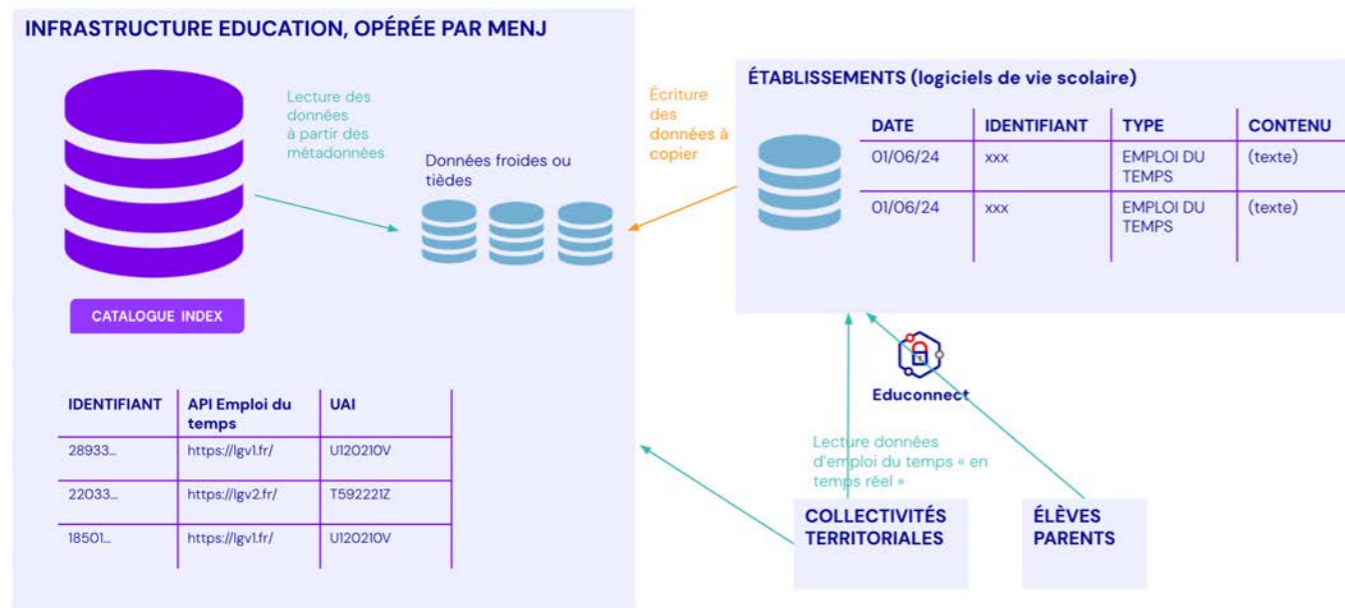 INFRASTRUCTURE EDUCATION, OPÉRÉE PAR MENJ
Lecture des
données
à partir des
métadonnées
Données froides ou
tièdes
CATALOGUE INDEX
IDENTIFIANT API Emploi du UAI
temps
28933... https://lgv1.fr/ U120210V
22033... https://lgv2.fr/ T592221Z
18501... https://lgv1.fr/ U120210V
Écriture
des
données à
copier
ÉTABLISSEMENTS (logiciels de vie scolaire)
DATE IDENTIFIANT TYPE CONTENU
01/06/24 xxx EMPLOI DU (texte)
TEMPS
01/06/24 xxx EMPLOI DU (texte)
TEMPS
Educonnect
Lecture données
d'emploi du temps « en
temps réel »
COLLECTIVITÉS
TERRITORIALES
ÉLÈVES
PARENTS